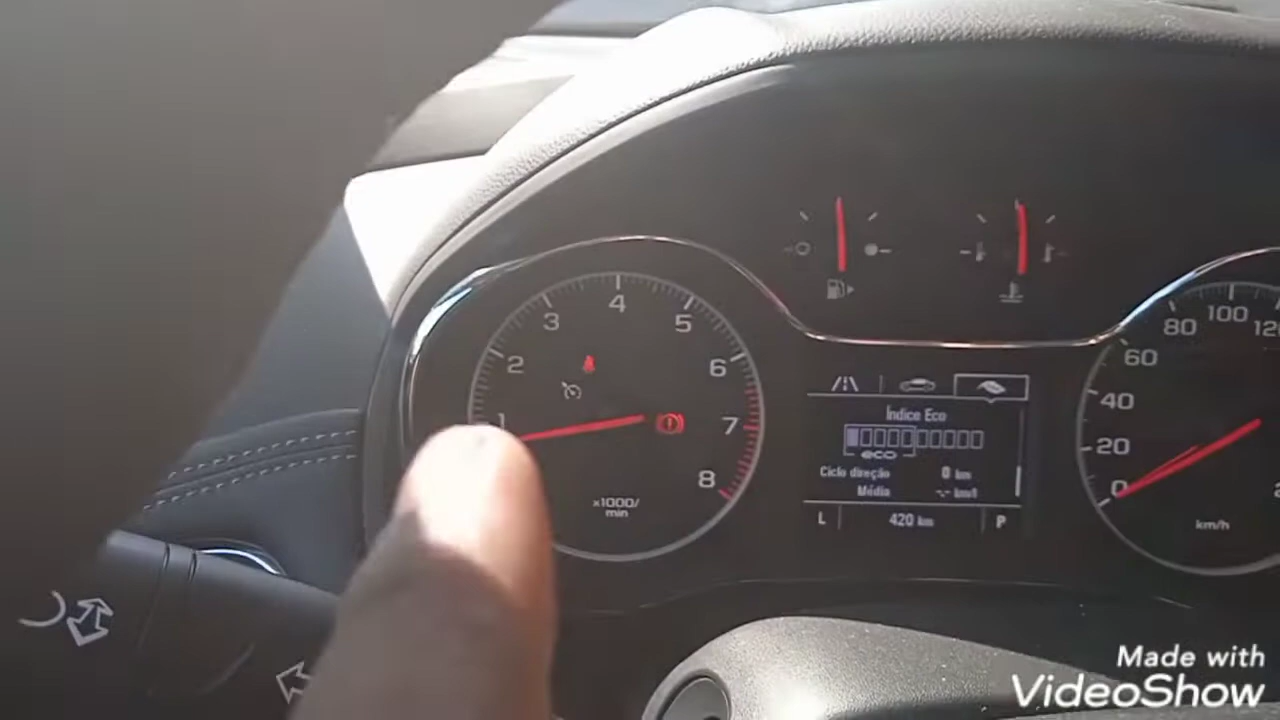 4
3
5
2
6
1
7
8
x1000/
min
Índice Eco
eco
Ciclo direção 0 km
Média -,- km/l
L 420 km P
100
80
60
40
20
0
km/h
Made with
VideoShow